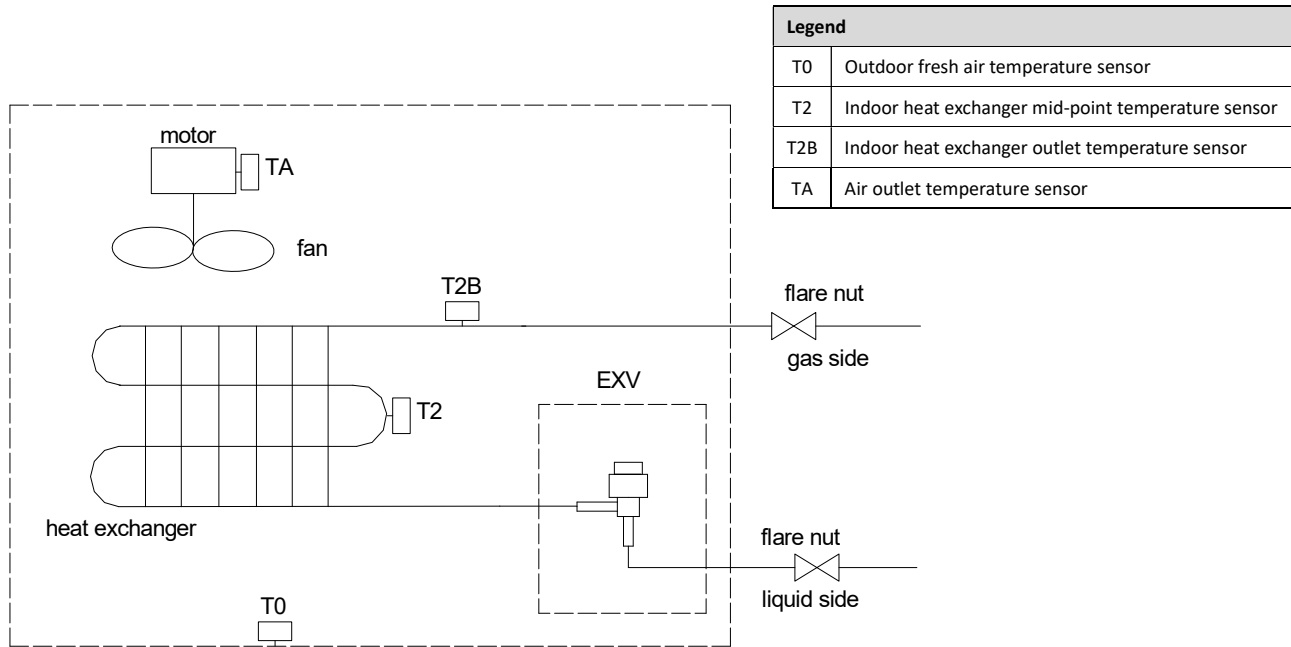 Legend
T0 Outdoor fresh air temperature sensor
T2 Indoor heat exchanger mid-point temperature sensor
T2B Indoor heat exchanger outlet temperature sensor
TA Air outlet temperature sensor
motor
TA
fan
T2B
flare nut
gas side
EXV
T2
heat exchanger
flare nut
liquid side
T0